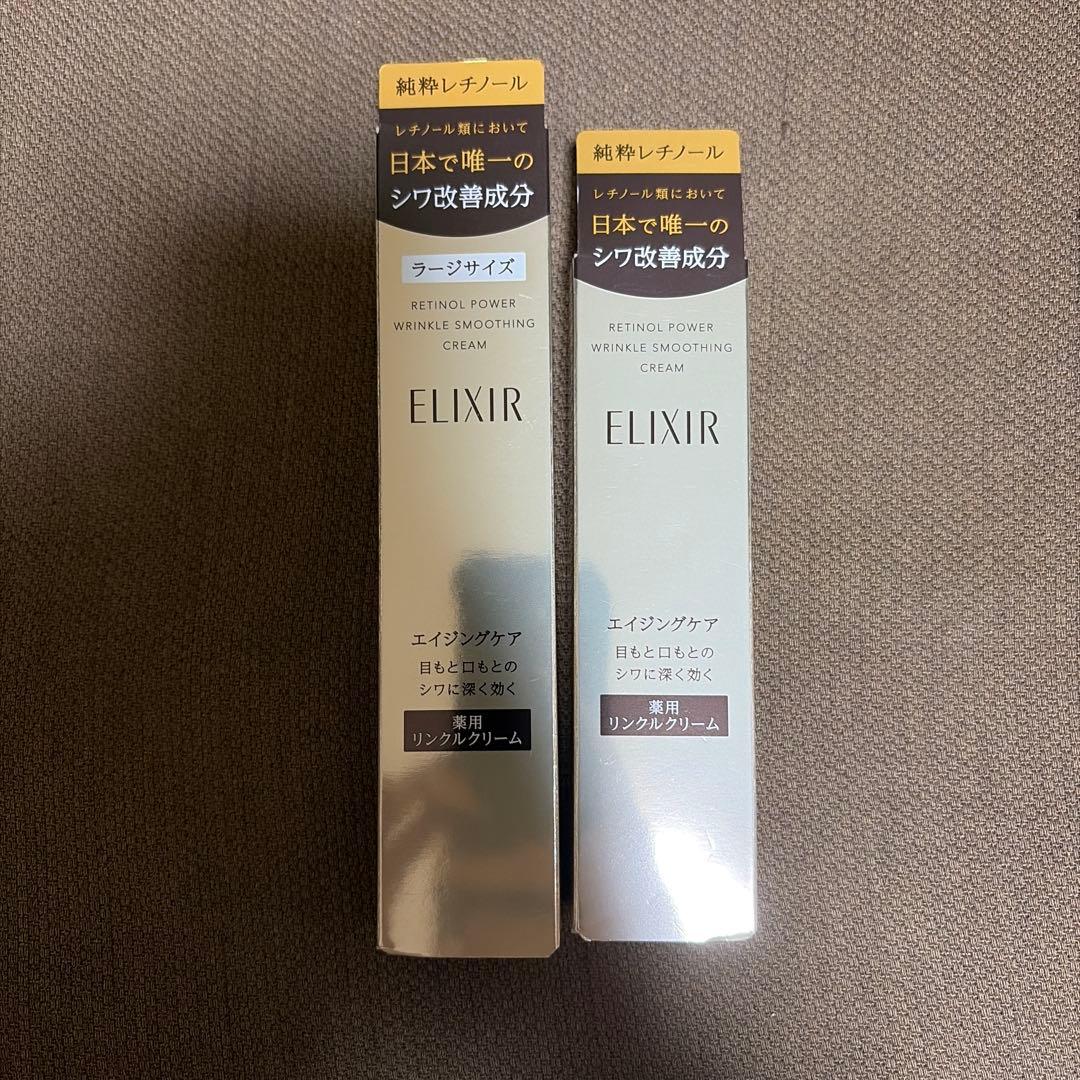 純粋レチノール
レチノール類において
日本で唯一の
シワ改善成分
ラージサイズ
RETINOL POWER
WRINKLE SMOOTHING
CREAM
ELIXIR
エイジングケア
目もと口もとの
シワに深く効く
薬用
リンクルクリーム
純粋レチノール
レチノール類において
日本で唯一の
シワ改善成分
RETINOL POWER
WRINKLE SMOOTHING
CREAM
ELIXIR
エイジングケア
目もと口もとの
シワに深く効く
薬用
リンクルクリーム